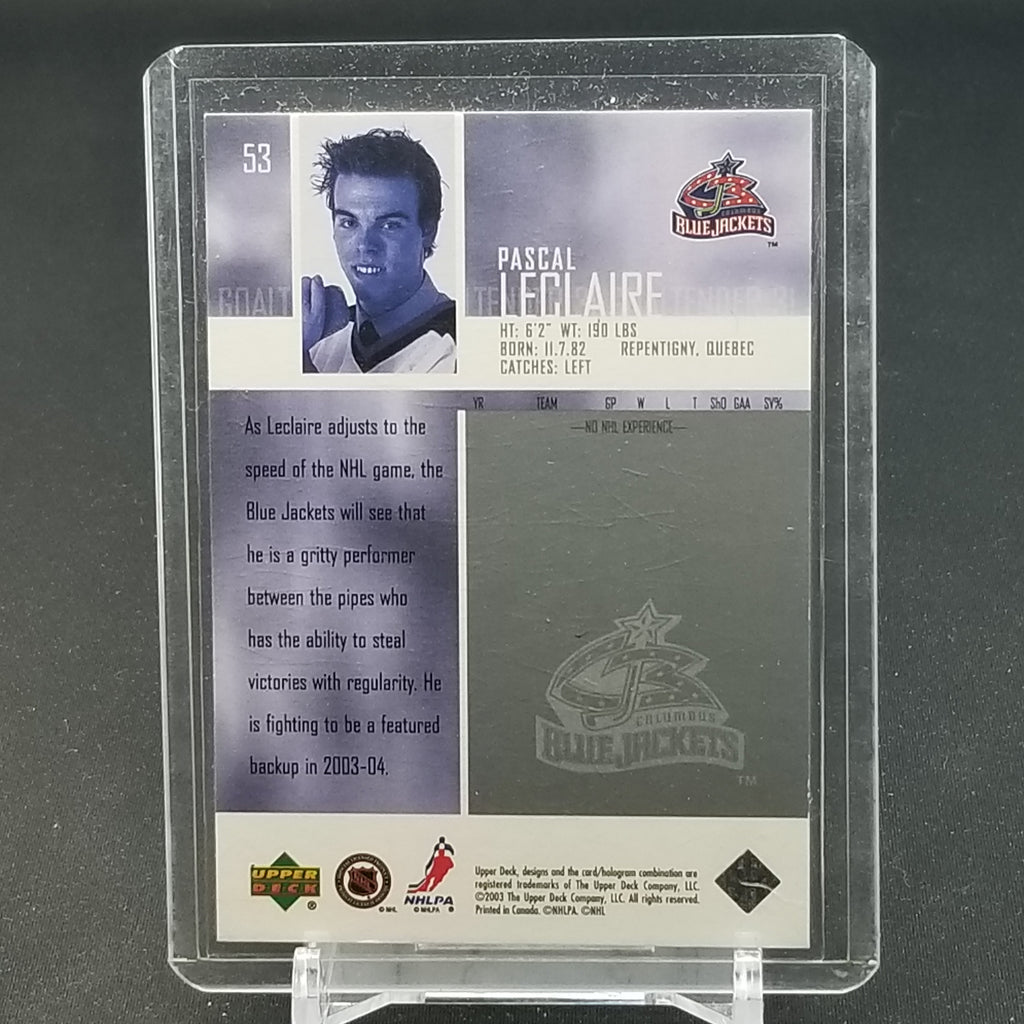 53
BLUE JACKETS
TM
PASCAL
LECLAIRE
HT: 6'2" WT: 190 LBS
BORN: 11.7.82 REPENTIGNY, QUEBEC
CATCHES: LEFT
YR TEAM GP W L T ShO GAA SV%
—NO NHL EXPERIENCE—
As Leclaire adjusts to the
speed of the NHL game, the
Blue Jackets will see that
he is a gritty performer
between the pipes who
has the ability to steal
victories with regularity. He
is fighting to be a featured
backup in 2003-04.
COLUMBUS
BLUE JACKETS
TM
UPPER
DECK
®
NHL
© NHL
NHLPA
© NHLPA ®
Upper Deck, designs and the card/hologram combination are
registered trademarks of The Upper Deck Company, LLC.
©2003 The Upper Deck Company, LLC. All rights reserved.
Printed in Canada. ©NHLPA. ©NHL